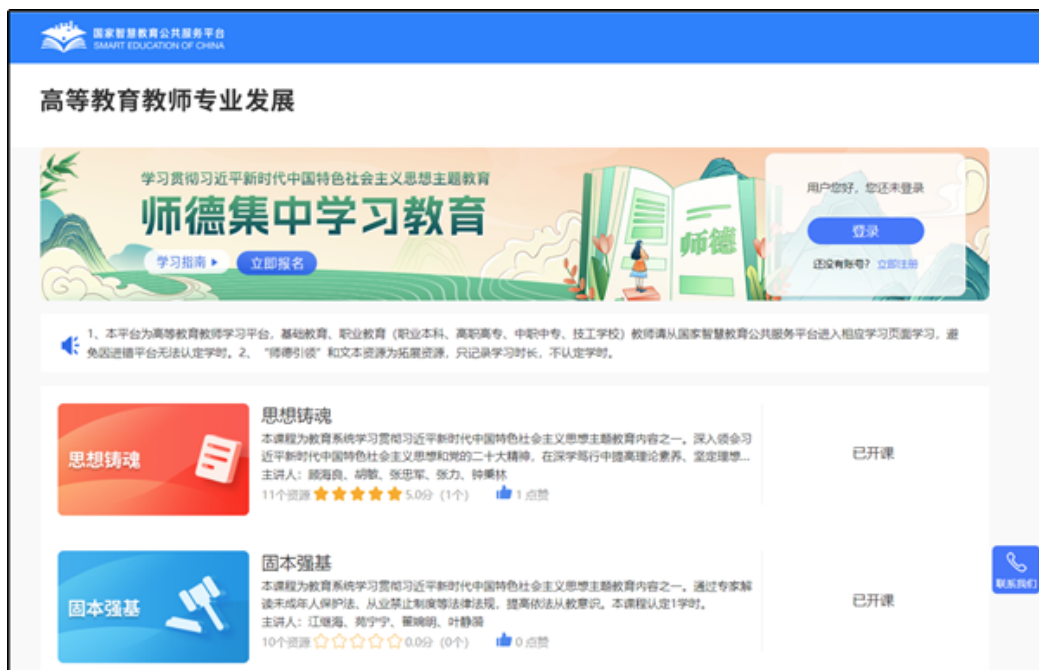 国家智慧教育公共服务平台
SMART EDUCATION OF CHINA
高等教育教师专业发展
学习贯彻习近平新时代中国特色社会主义思想主题教育
师德集中学习教育
学习指南
立即报名
师德
用户您好，您还未登录
登录
还没有账号？ 立即注册
1、本平台为高等教育教师学习平台，基础教育、职业教育（职业本科、高职高专、中职中专、技工学校）教师请从国家智慧教育公共服务平台进入相应学习页面学习，避
免因进错平台无法认定学时。2、 “师德引领”和文本资源为拓展资源，只记录学习时长，不认定学时。
思想铸魂
思想铸魂
本课程为教育系统学习贯彻习近平新时代中国特色社会主义思想主题教育内容之一。深入领会习
近平新时代中国特色社会主义思想和党的二十大精神，在深学笃行中提高理论素养、坚定理想...
主讲人：顾海良、胡敏、张忠军、张力、钟秉林
11个资源 5.0分 (1个) 1 点赞
已开课
固本强基
固本强基
本课程为教育系统学习贯彻习近平新时代中国特色社会主义思想主题教育内容之一。通过专家解
读未成年人保护法、从业禁止制度等法律法规，提高依法从教意识。本课程认定1学时。
主讲人：江继海、苑宁宁、翟婉明、叶静漪
10个资源 0.0分 (0个) 0 点赞
已开课
联系我们